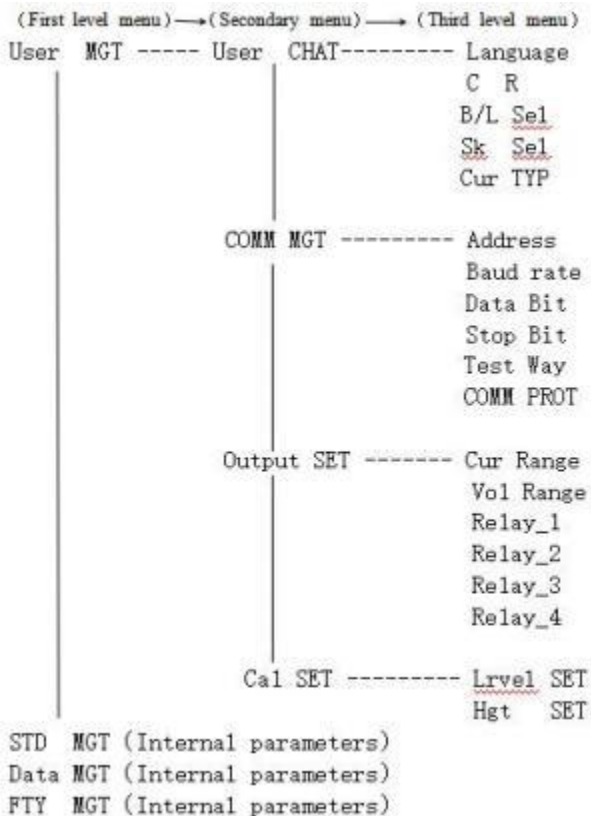 (First level menu)→(Secondary menu)→(Third level menu)
User MGT ----- User CHAT--------- Language
C R
B/L Sel
Sk Sel
Cur TYP
COMM MGT --------- Address
Baud rate
Data Bit
Stop Bit
Test Way
COMM PROT
Output SET ------- Cur Range
Vol Range
Relay_1
Relay_2
Relay_3
Relay_4
Cal SET --------- Lrvel SET
Hgt SET
STD MGT (Internal parameters)
Data MGT (Internal parameters)
FTY MGT (Internal parameters)